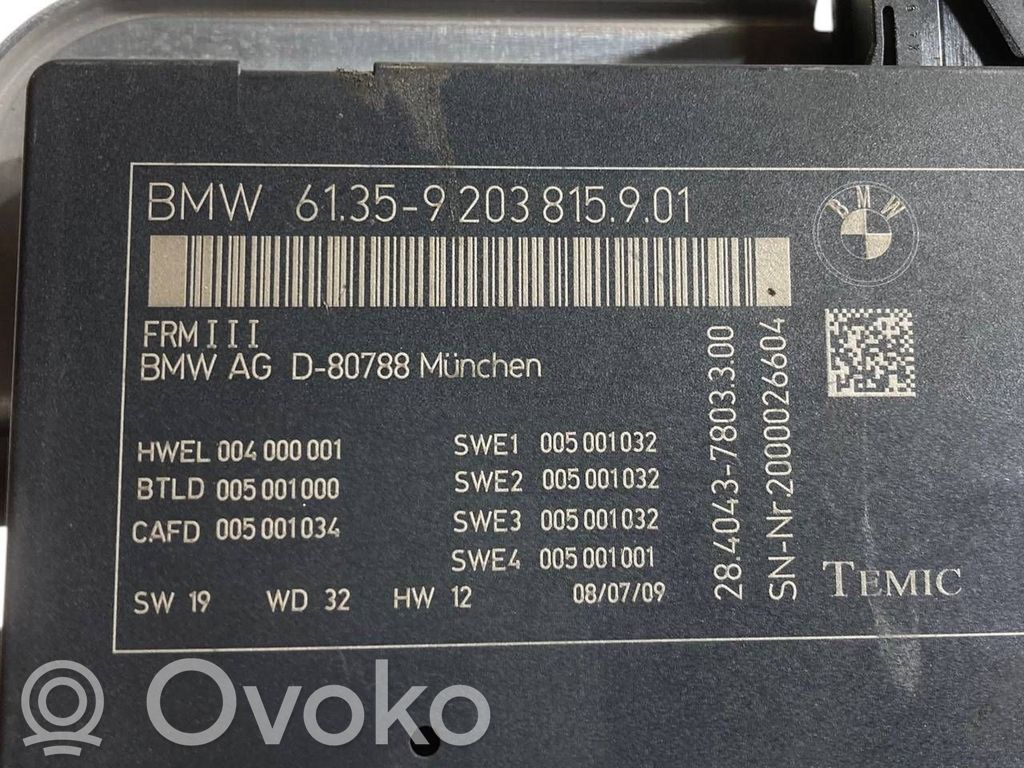 BMW 61.35-9 203 815.9.01
BMW
FRM III
BMW AG D-80788 München
HWEL 004 000 001
BTLD 005 001 000
CAFD 005 001 034
SWE1 005 001 032
SWE2 005 001 032
SWE3 005 001 032
SWE4 005 001 001
SW 19 WD 32 HW 12 08/07/09
28.4043-7803.3.00
SN-Nr.2000026604
TEMIC
Ovoko